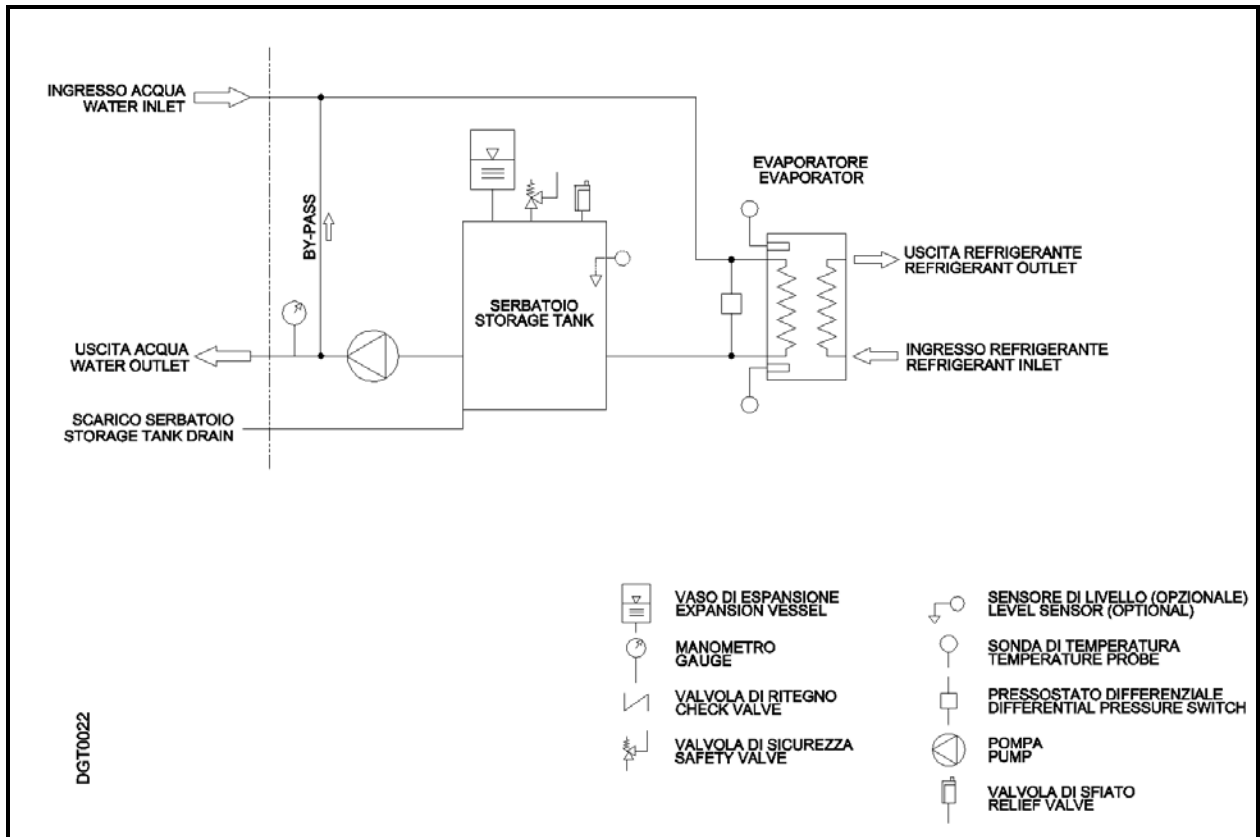 INGRESSO ACQUA
WATER INLET
BY-PASS
EVAPORATORE
EVAPORATOR
USCITA REFRIGERANTE
REFRIGERANT OUTLET
SERBATOIO
STORAGE TANK
USCITA ACQUA
WATER OUTLET
INGRESSO REFRIGERANTE
REFRIGERANT INLET
SCARICO SERBATOIO
STORAGE TANK DRAIN
VASO DI ESPANSIONE
EXPANSION VESSEL
MANOMETRO
GAUGE
VALVOLA DI RITEGNO
CHECK VALVE
VALVOLA DI SICUREZZA
SAFETY VALVE
SENSORE DI LIVELLO (OPZIONALE)
LEVEL SENSOR (OPTIONAL)
SONDA DI TEMPERATURA
TEMPERATURE PROBE
PRESSOSTATO DIFFERENZIALE
DIFFERENTIAL PRESSURE SWITCH
POMPA
PUMP
VALVOLA DI SFIATO
RELIEF VALVE
DGT0022